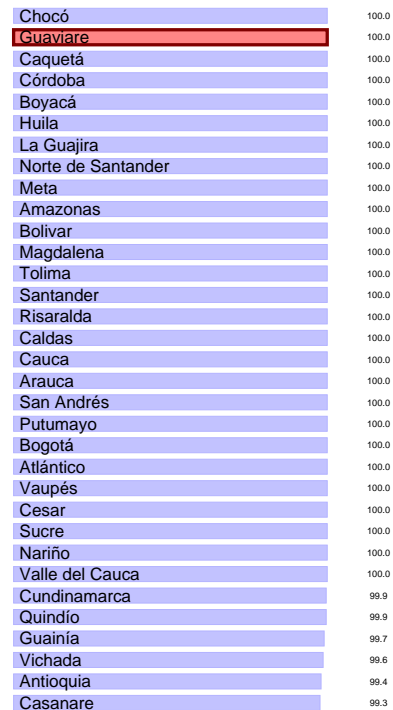 Chocó 100.0
Guaviare 100.0
Caquetá 100.0
Córdoba 100.0
Boyacá 100.0
Huila 100.0
La Guajira 100.0
Norte de Santander 100.0
Meta 100.0
Amazonas 100.0
Bolivar 100.0
Magdalena 100.0
Tolima 100.0
Santander 100.0
Risaralda 100.0
Caldas 100.0
Cauca 100.0
Arauca 100.0
San Andrés 100.0
Putumayo 100.0
Bogotá 100.0
Atlántico 100.0
Vaupés 100.0
Cesar 100.0
Sucre 100.0
Nariño 100.0
Valle del Cauca 100.0
Cundinamarca 99.9
Quindío 99.9
Guainía 99.7
Vichada 99.6
Antioquia 99.4
Casanare 99.3